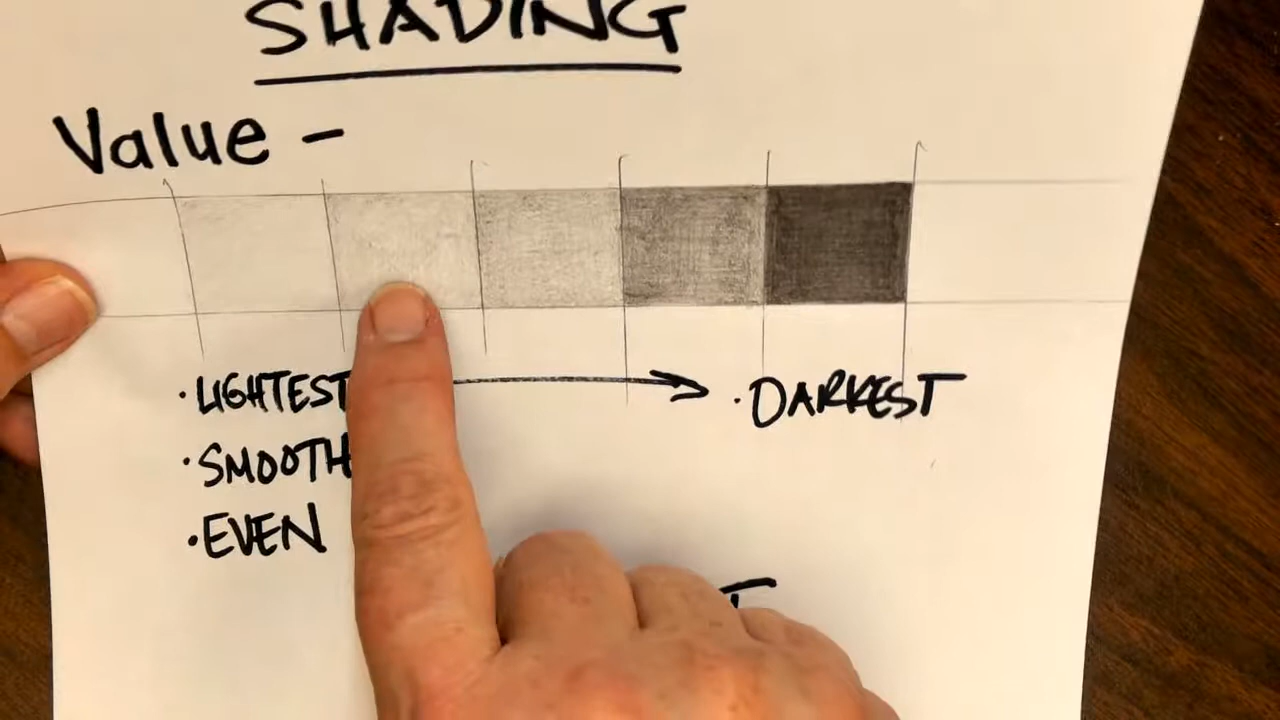 SHADING
Value -
• LIGHTEST → • DARKEST
• SMOOTH
• EVEN